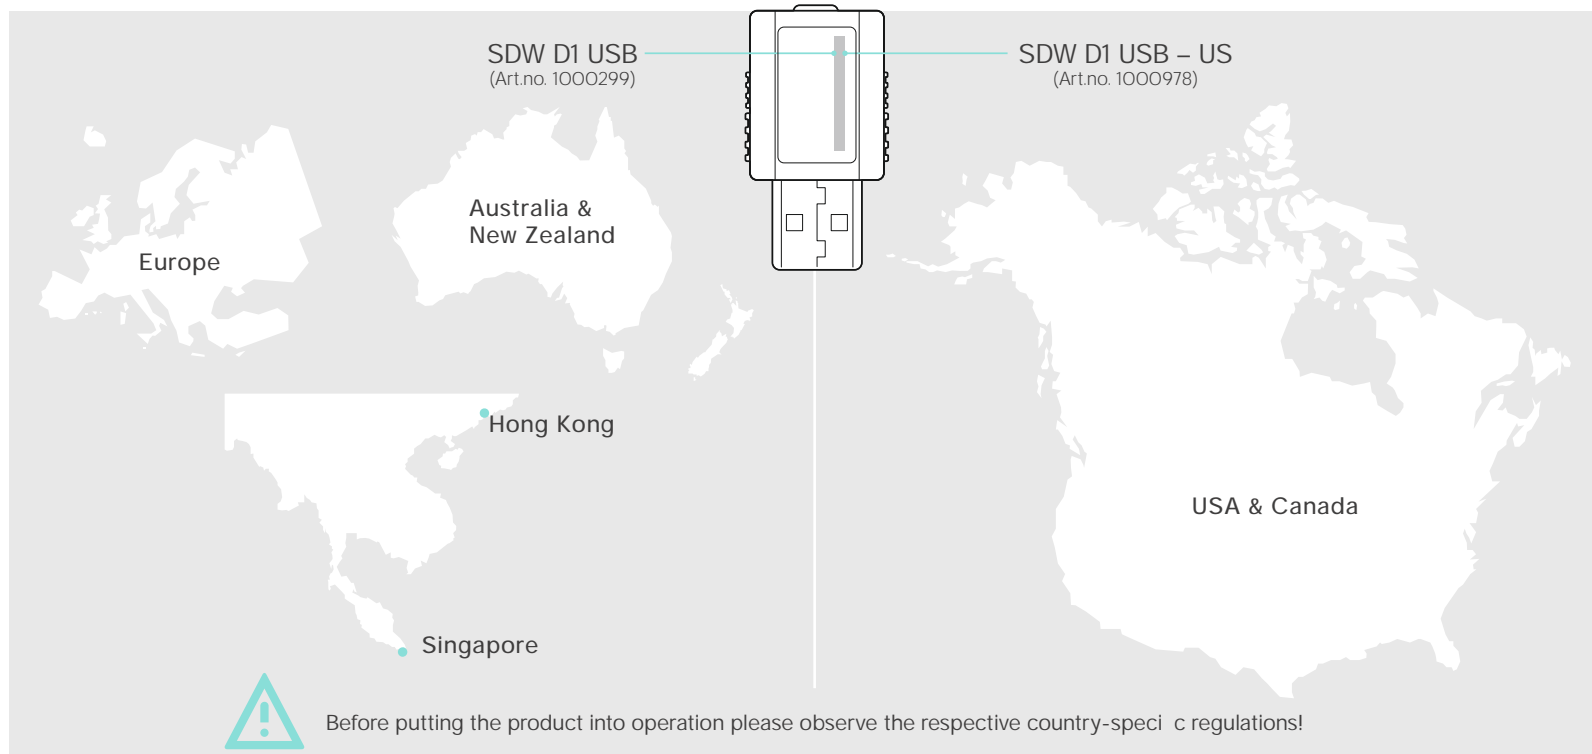 SDW D1 USB
(Art.no. 1000299)
SDW D1 USB – US
(Art.no. 1000978)
Europe
Australia &
New Zealand
Hong Kong
Singapore
USA & Canada
Before putting the product into operation please observe the respective country-speci c regulations!